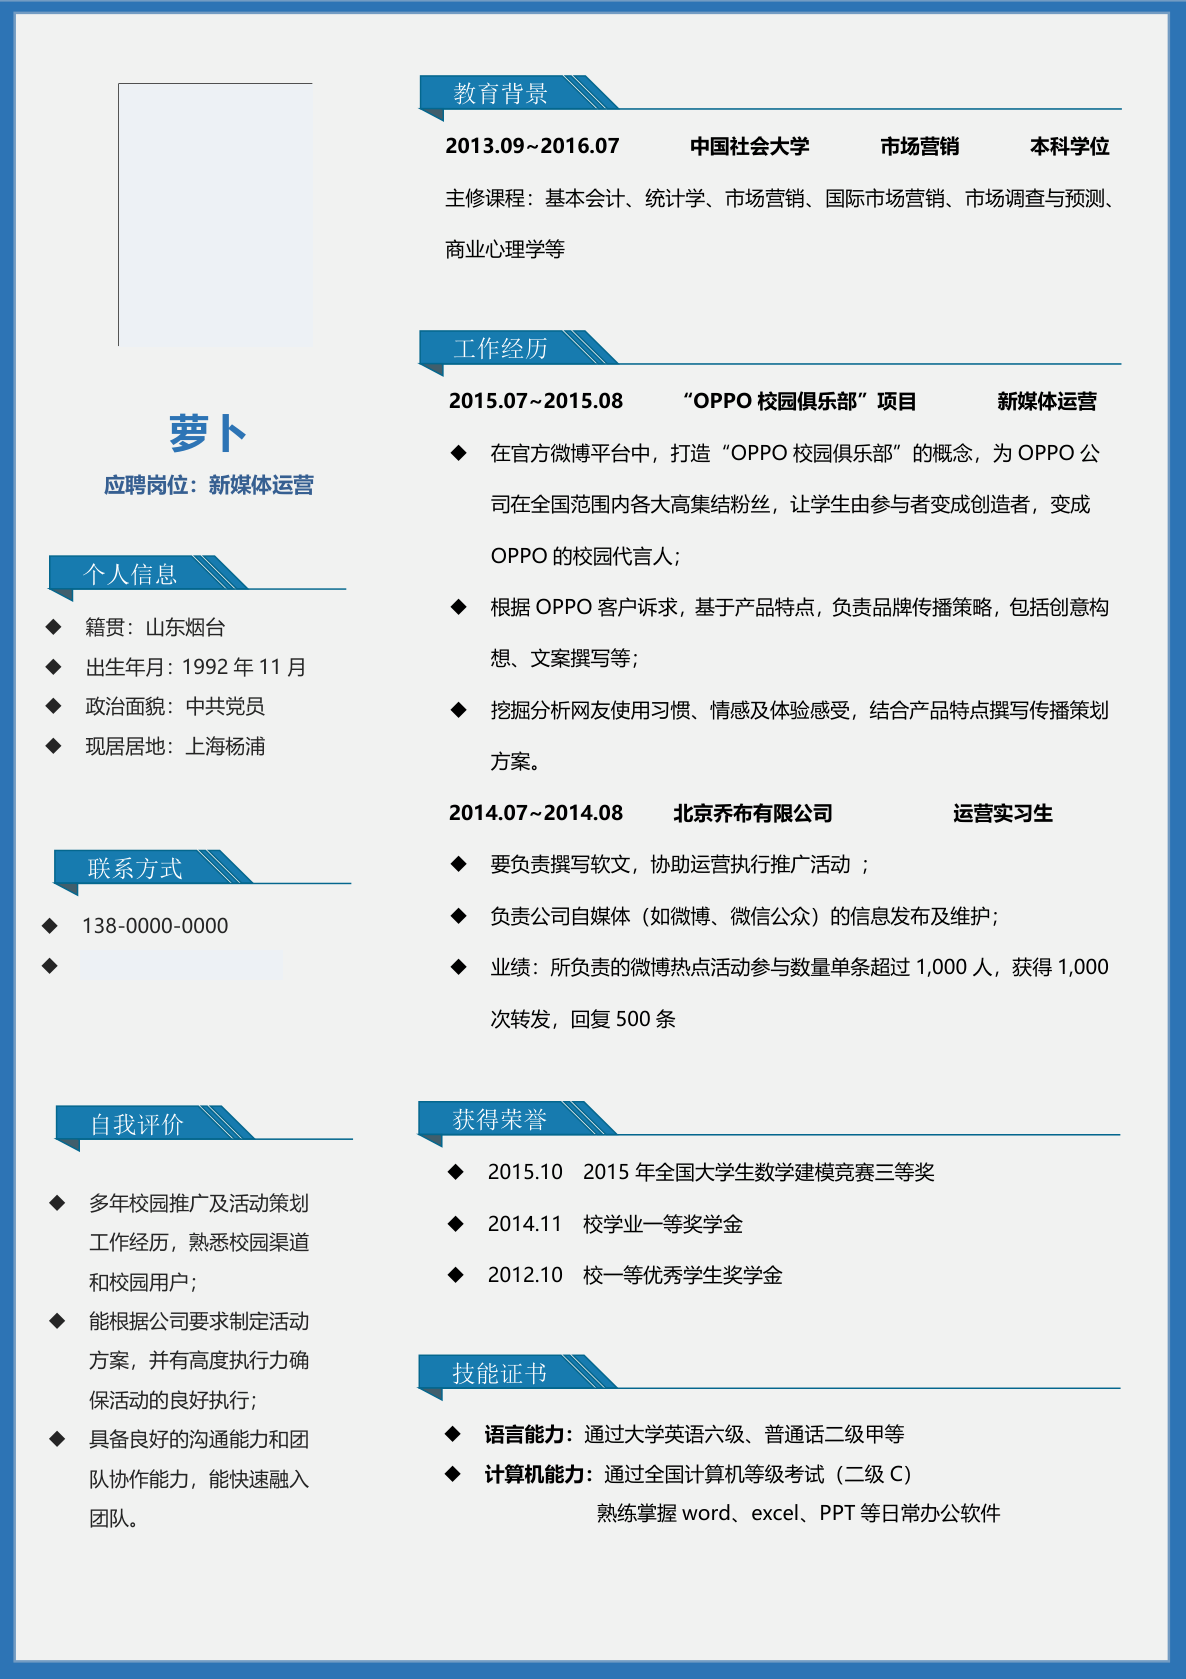 萝卜
应聘岗位：新媒体运营
个人信息
◆ 籍贯：山东烟台
◆ 出生年月：1992 年 11 月
◆ 政治面貌：中共党员
◆ 现居居地：上海杨浦
联系方式
◆ 138-0000-0000
◆
自我评价
◆ 多年校园推广及活动策划
工作经历，熟悉校园渠道
和校园用户；
◆ 能根据公司要求制定活动
方案，并有高度执行力确
保活动的良好执行；
◆ 具备良好的沟通能力和团
队协作能力，能快速融入
团队。
教育背景
2013.09~2016.07 中国社会大学 市场营销 本科学位
主修课程：基本会计、统计学、市场营销、国际市场营销、市场调查与预测、
商业心理学等
工作经历
2015.07~2015.08 “OPPO 校园俱乐部”项目 新媒体运营
◆ 在官方微博平台中，打造“OPPO 校园俱乐部”的概念，为 OPPO 公
司在全国范围内各大高集结粉丝，让学生由参与者变成创造者，变成
OPPO 的校园代言人；
◆ 根据 OPPO 客户诉求，基于产品特点，负责品牌传播策略，包括创意构
想、文案撰写等；
◆ 挖掘分析网友使用习惯、情感及体验感受，结合产品特点撰写传播策划
方案。
2014.07~2014.08 北京乔布有限公司 运营实习生
◆ 要负责撰写软文，协助运营执行推广活动 ；
◆ 负责公司自媒体（如微博、微信公众）的信息发布及维护；
◆ 业绩：所负责的微博热点活动参与数量单条超过 1,000 人，获得 1,000
次转发，回复 500 条
获得荣誉
◆ 2015.10 2015 年全国大学生数学建模竞赛三等奖
◆ 2014.11 校学业一等奖学金
◆ 2012.10 校一等优秀学生奖学金
技能证书
◆ 语言能力：通过大学英语六级、普通话二级甲等
◆ 计算机能力：通过全国计算机等级考试（二级 C）
熟练掌握 word、excel、PPT 等日常办公软件